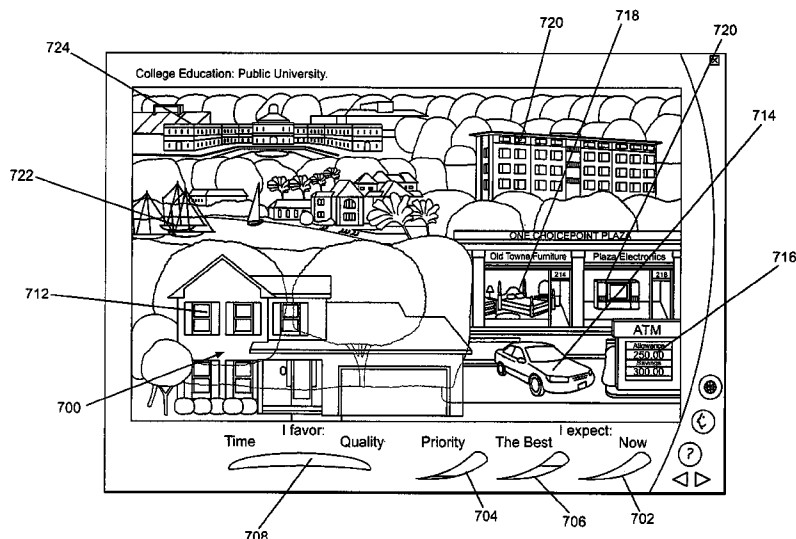 720
718
720
724
College Education: Public University.
714
722
ONE CHOICEPOINT PLAZA
Old Towne Furniture
Plaza Electronics
214
218
712
716
ATM
Allowance
250.00
Savings
300.00
700
I favor:
I expect:
Time
Quality
Priority
The Best
Now
?
¢
708
704
706
702